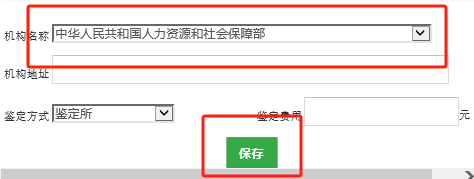 机构名称 中华人民共和国人力资源和社会保障部
机构地址
鉴定方式 鉴定所 鉴定费用 元
保存